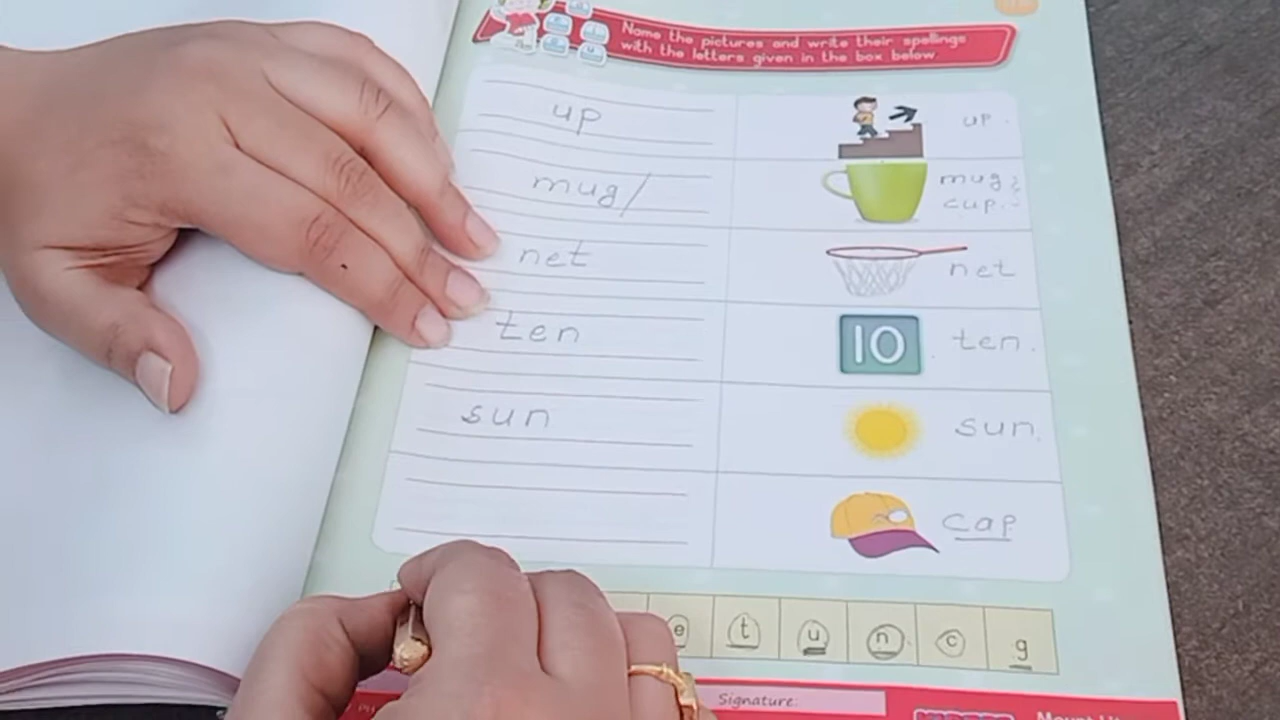 Name the pictures and write their spellings
with the letters given in the box below.
up
up
mug/
mug
cup
net
net
10
ten
ten
sun
sun
cap
e t u n c g
Signature: